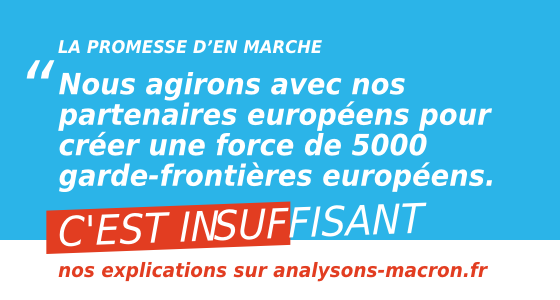 LA PROMESSE D’EN MARCHE
“Nous agirons avec nos
partenaires européens pour
créer une force de 5000
garde-frontières européens.
C'EST INSUFFISANT
nos explications sur analysons-macron.fr